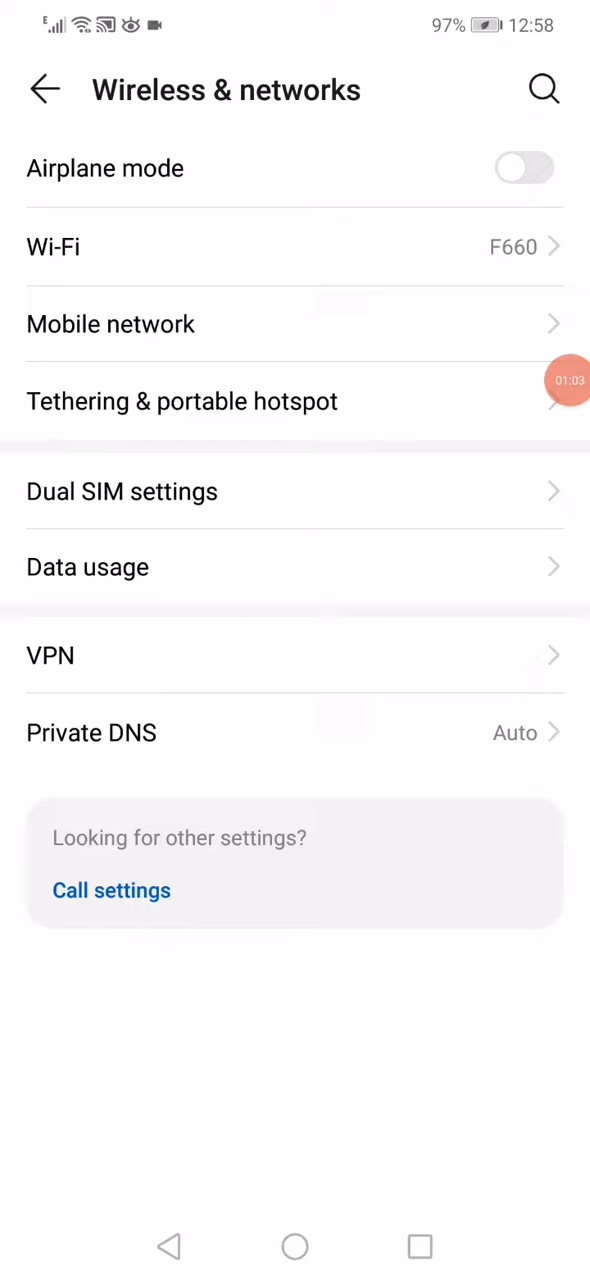 E 97% 12:58
Wireless & networks
Airplane mode
Wi-Fi F660
Mobile network
01:03
Tethering & portable hotspot
Dual SIM settings
Data usage
VPN
Private DNS Auto
Looking for other settings?
Call settings